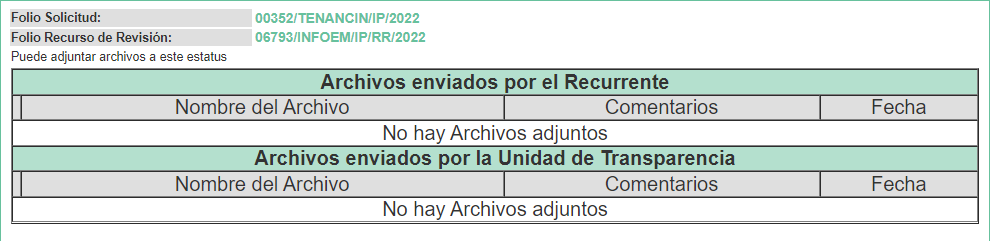 Folio Solicitud: 00352/TENANCIN/IP/2022
Folio Recurso de Revisión: 06793/INFOEM/IP/RR/2022
Puede adjuntar archivos a este estatus
Archivos enviados por el Recurrente
Nombre del Archivo Comentarios Fecha
No hay Archivos adjuntos
Archivos enviados por la Unidad de Transparencia
Nombre del Archivo Comentarios Fecha
No hay Archivos adjuntos